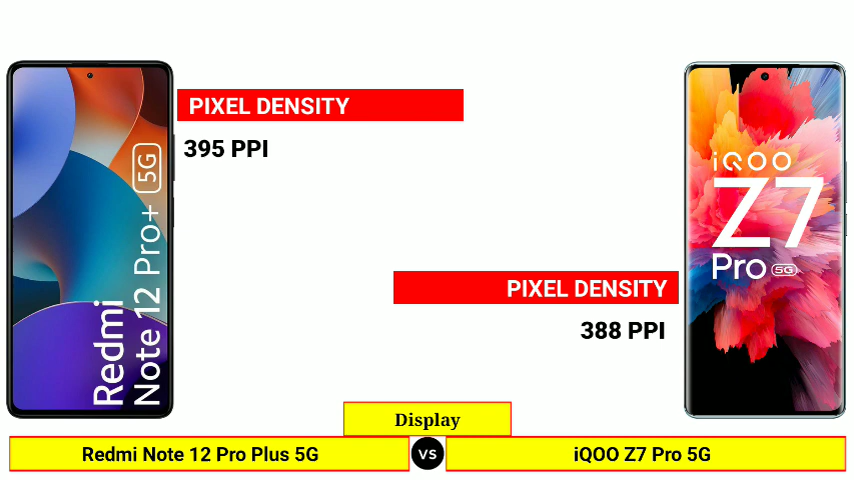 PIXEL DENSITY
395 PPI
Redmi
Note 12 Pro+ 5G
iQOO
Z7
Pro 5G
PIXEL DENSITY
388 PPI
Display
Redmi Note 12 Pro Plus 5G
VS
iQOO Z7 Pro 5G